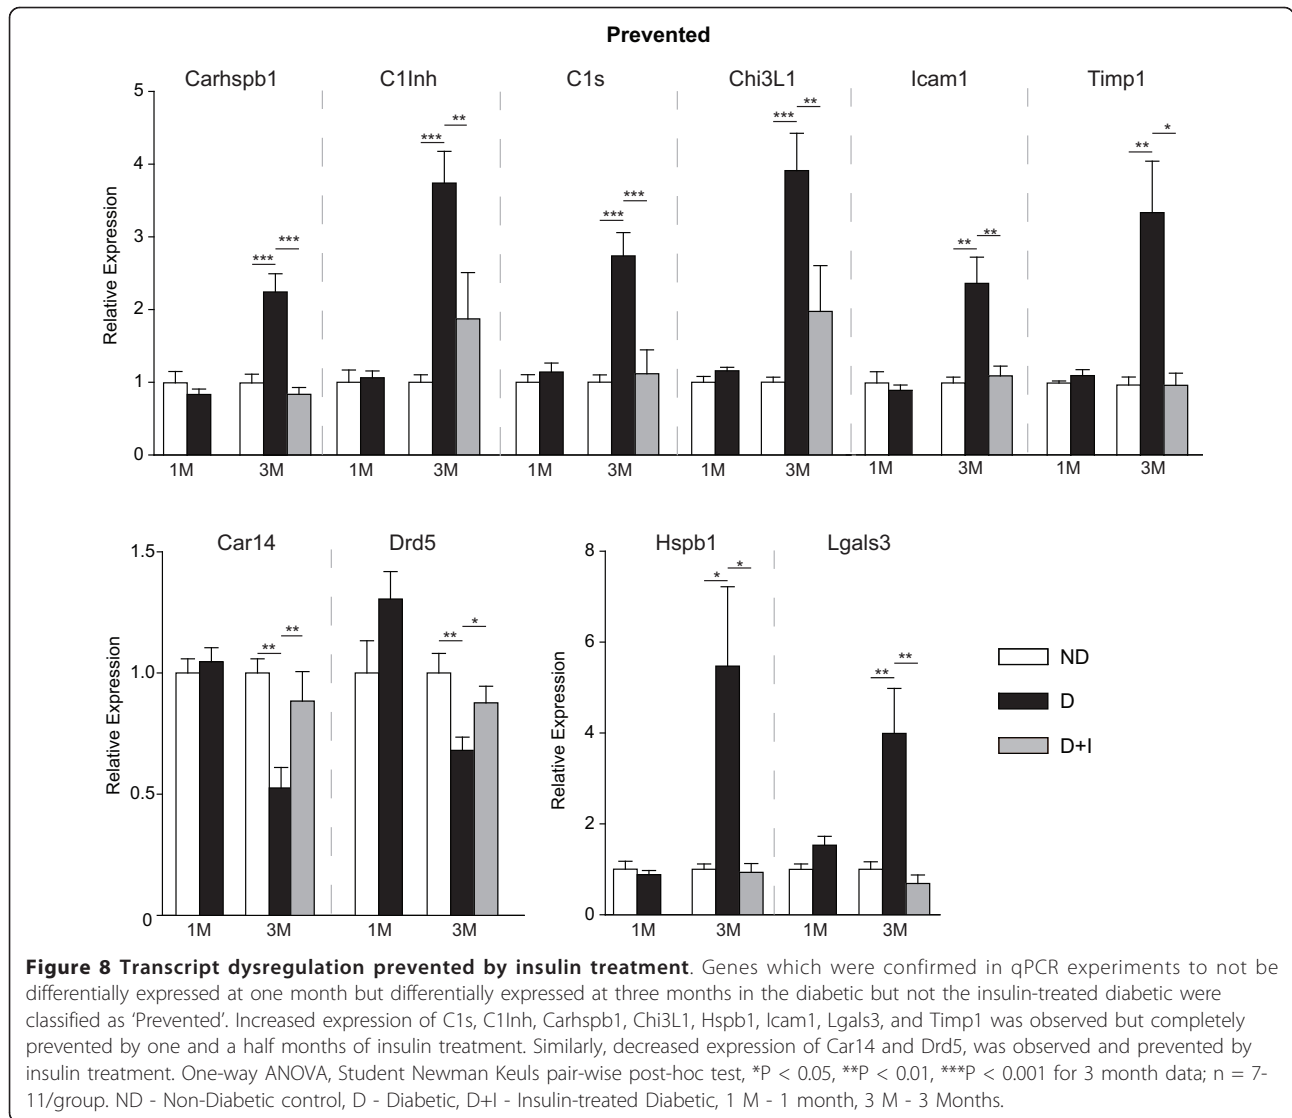 Prevented
Carhspb1 C1Inh C1s Chi3L1 Icam1 Timp1
Relative Expression
5
4
3
2
1
0
*** *** *** ** *** *** *** ** ** ** ** *
1M 3M 1M 3M 1M 3M 1M 3M 1M 3M 1M 3M
Car14 Drd5
Relative Expression
1.5
1.0
0.5
0
** ** ** *
1M 3M 1M 3M
Hspb1 Lgals3
Relative Expression
8
6
4
2
0
* * ** **
1M 3M 1M 3M
ND
D
D+I
Figure 8 Transcript dysregulation prevented by insulin treatment. Genes which were confirmed in qPCR experiments to not be
differentially expressed at one month but differentially expressed at three months in the diabetic but not the insulin-treated diabetic were
classified as ‘Prevented’. Increased expression of C1s, C1Inh, Carhspb1, Chi3L1, Hspb1, Icam1, Lgals3, and Timp1 was observed but completely
prevented by one and a half months of insulin treatment. Similarly, decreased expression of Car14 and Drd5, was observed and prevented by
insulin treatment. One-way ANOVA, Student Newman Keuls pair-wise post-hoc test, *P < 0.05, **P < 0.01, ***P < 0.001 for 3 month data; n = 7-
11/group. ND - Non-Diabetic control, D - Diabetic, D+I - Insulin-treated Diabetic, 1 M - 1 month, 3 M - 3 Months.